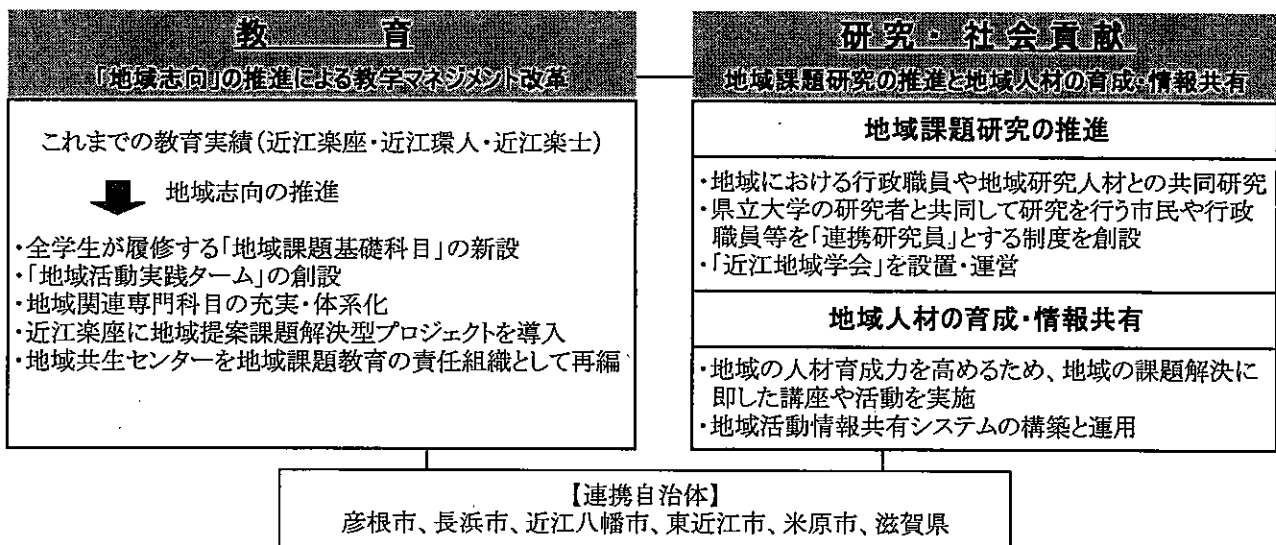 教　育
「地域志向」の推進による教学マネジメント改革
これまでの教育実績(近江楽座・近江環人・近江楽士)
地域志向の推進
・全学生が履修する「地域課題基礎科目」の新設
・「地域活動実践ターム」の創設
・地域関連専門科目の充実・体系化
・近江楽座に地域提案課題解決型プロジェクトを導入
・地域共生センターを地域課題教育の責任組織として再編
研究・社会貢献
地域課題研究の推進と地域人材の育成・情報共有
地域課題研究の推進
・地域における行政職員や地域研究人材との共同研究
・県立大学の研究者と共同して研究を行う市民や行政
職員等を「連携研究員」とする制度を創設
・「近江地域学会」を設置・運営
地域人材の育成・情報共有
・地域の人材育成力を高めるため、地域の課題解決に
即した講座や活動を実施
・地域活動情報共有システムの構築と運用
【連携自治体】
彦根市、長浜市、近江八幡市、東近江市、米原市、滋賀県